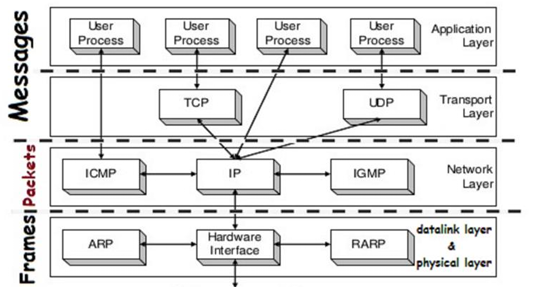 Messages
User
Process
User
Process
User
Process
User
Process
Application
Layer
TCP
UDP
Transport
Layer
Packets
ICMP
IP
IGMP
Network
Layer
Frames
ARP
Hardware
Interface
RARP
datalink layer
&
physical layer